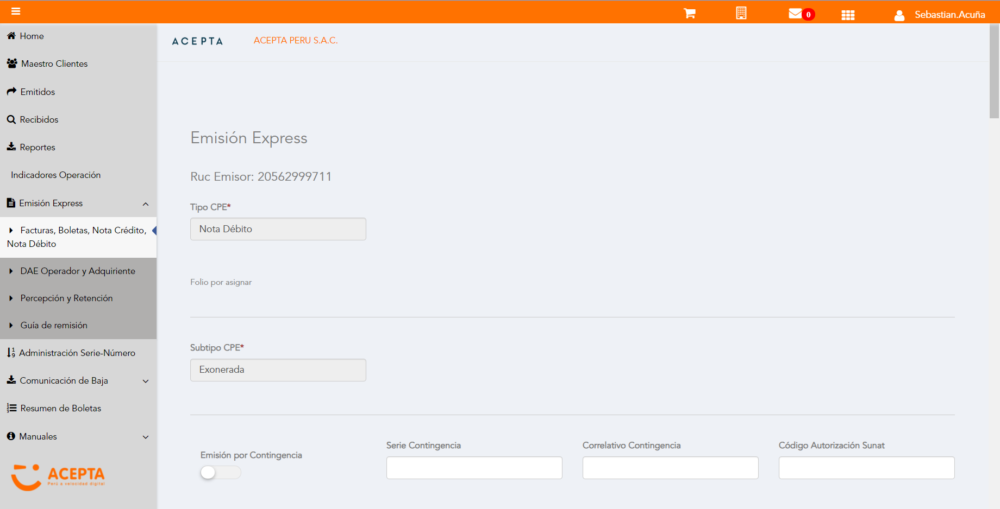 0
Sebastian.Acuña
Home
Maestro Clientes
Emitidos
Recibidos
Reportes
Indicadores Operación
Emisión Express
Facturas, Boletas, Nota Crédito,
Nota Débito
DAE Operador y Adquiriente
Percepción y Retención
Guía de remisión
Administración Serie-Número
Comunicación de Baja
Resumen de Boletas
Manuales
ACEPTA
Perú a velocidad digital
ACEPTA
ACEPTA PERU S.A.C.
Emisión Express
Ruc Emisor: 20562999711
Tipo CPE*
Nota Débito
Folio por asignar
Subtipo CPE*
Exonerada
Emisión por Contingencia
Serie Contingencia
Correlativo Contingencia
Código Autorización Sunat